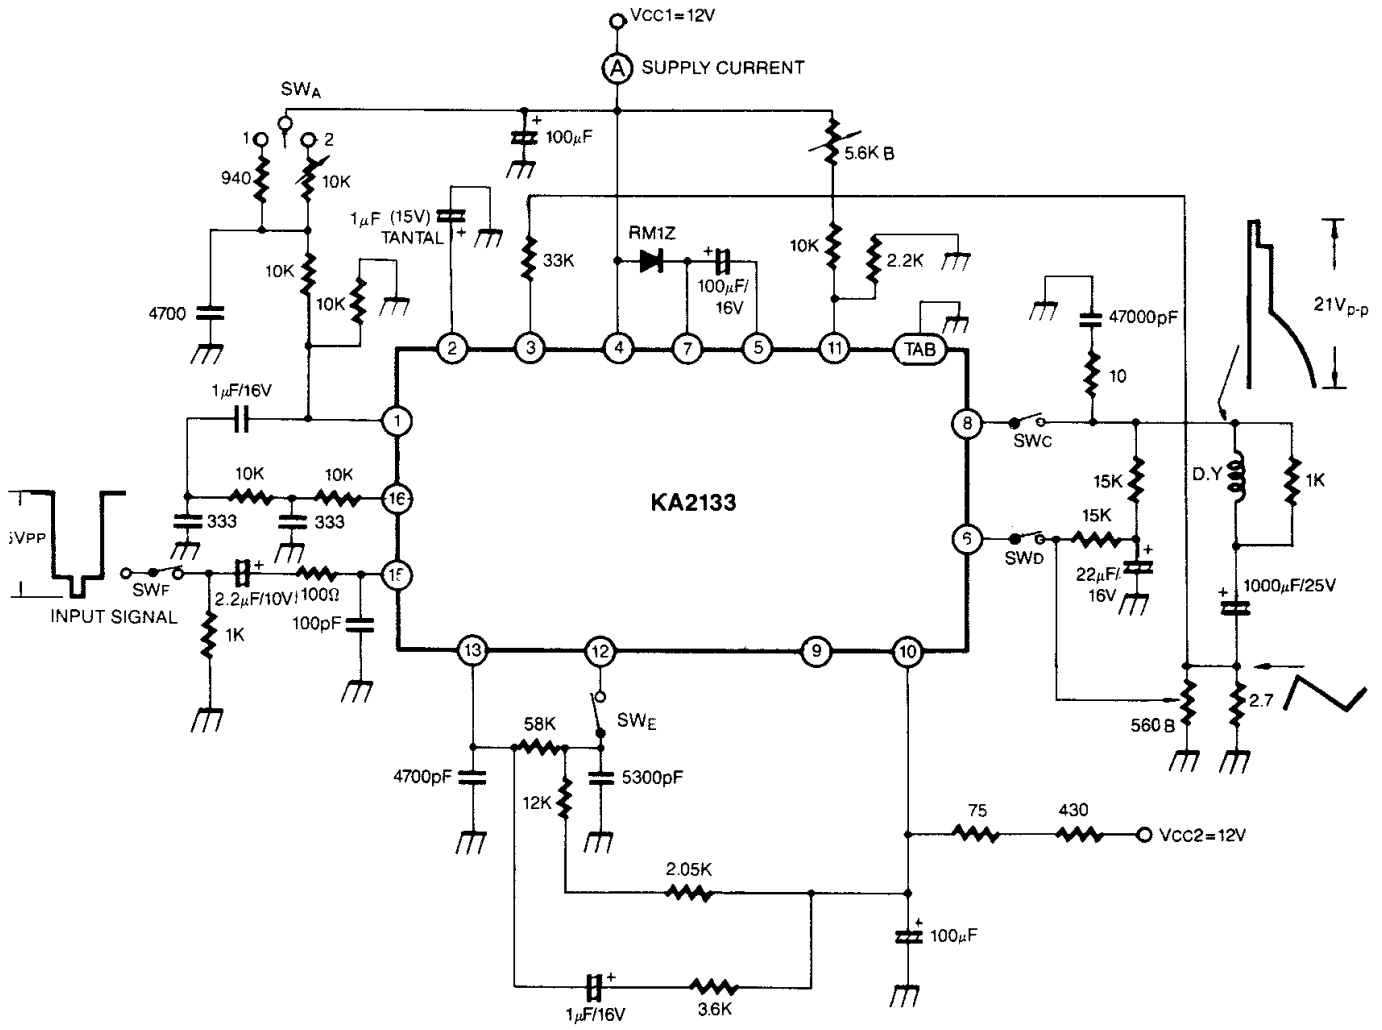 VCC1=12V
A
SUPPLY CURRENT
SWA
1
2
+
100µF
5.6K B
940
10K
1µF (15V)
TANTAL
+
RM1Z
+
100µF/
16V
33K
10K
2.2K
10K
10K
4700
47000pF
10
21Vp-p
2
3
4
7
5
11
TAB
1µF/16V
1
8
SWC
10K
10K
16
333
333
KA2133
15K
D.Y
1K
15K
6
SWD
+
22µF/
16V
1000µF/25V
+
VPP
SWF
+
2.2µF/10V
100Ω
15
INPUT SIGNAL
1K
100pF
13
12
9
10
SWE
560 B
2.7
58K
4700pF
5300pF
12K
75
430
VCC2=12V
2.05K
+
100µF
+
1µF/16V
3.6K